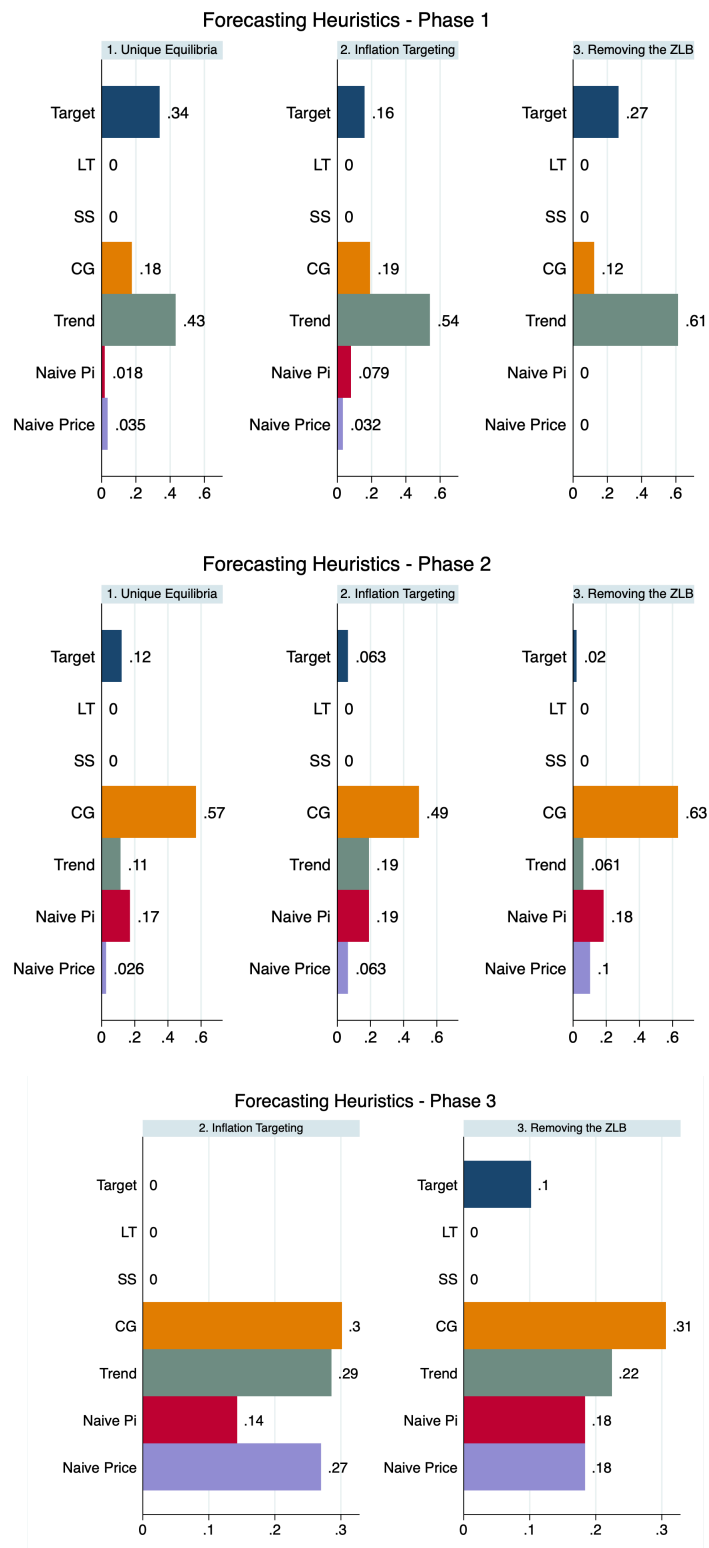 Forecasting Heuristics - Phase 1
1. Unique Equilibria
2. Inflation Targeting
3. Removing the ZLB
Target .34
LT 0
SS 0
CG .18
Trend .43
Naive Pi .018
Naive Price .035
0 .2 .4 .6
Target .16
LT 0
SS 0
CG .19
Trend .54
Naive Pi .079
Naive Price .032
0 .2 .4 .6
Target .27
LT 0
SS 0
CG .12
Trend .61
Naive Pi 0
Naive Price 0
0 .2 .4 .6
Forecasting Heuristics - Phase 2
1. Unique Equilibria
2. Inflation Targeting
3. Removing the ZLB
Target .12
LT 0
SS 0
CG .57
Trend .11
Naive Pi .17
Naive Price .026
0 .2 .4 .6
Target .063
LT 0
SS 0
CG .49
Trend .19
Naive Pi .19
Naive Price .063
0 .2 .4 .6
Target .02
LT 0
SS 0
CG .63
Trend .061
Naive Pi .18
Naive Price .1
0 .2 .4 .6
Forecasting Heuristics - Phase 3
2. Inflation Targeting
3. Removing the ZLB
Target 0
LT 0
SS 0
CG .3
Trend .29
Naive Pi .14
Naive Price .27
0 .1 .2 .3
Target .1
LT 0
SS 0
CG .31
Trend .22
Naive Pi .18
Naive Price .18
0 .1 .2 .3